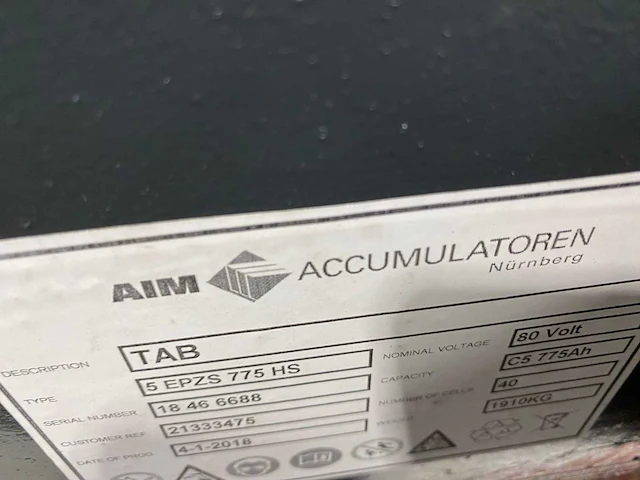 AIM ACCUMULATOREN
Nürnberg
DESCRIPTION TAB
TYPE 5 EPZS 775 HS
SERIAL NUMBER 18 46 6688
CUSTOMER REF 21333475
DATE OF PROD 4-1-2018
NOMINAL VOLTAGE 80 Volt
CAPACITY C5 775Ah
NUMBER OF CELLS 40
WEIGHT 1910KG